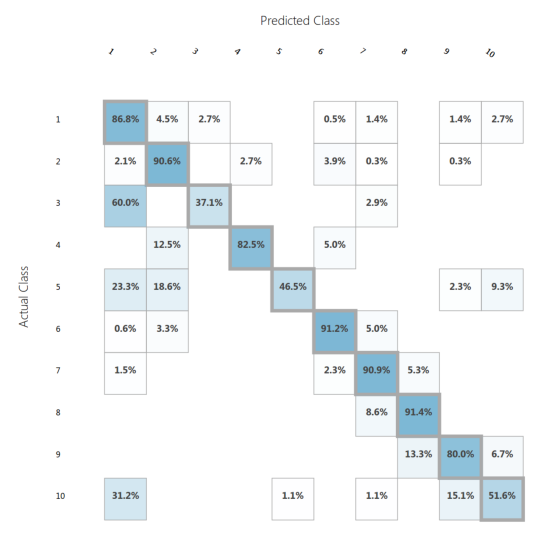 Predicted Class
1 2 3 4 5 6 7 8 9 10
1 86.8% 4.5% 2.7% 0.5% 1.4% 1.4% 2.7%
2 2.1% 90.6% 2.7% 3.9% 0.3% 0.3%
3 60.0% 37.1% 2.9%
4 12.5% 82.5% 5.0%
Actual Class
5 23.3% 18.6% 46.5% 2.3% 9.3%
6 0.6% 3.3% 91.2% 5.0%
7 1.5% 2.3% 90.9% 5.3%
8 8.6% 91.4%
9 13.3% 80.0% 6.7%
10 31.2% 1.1% 1.1% 15.1% 51.6%